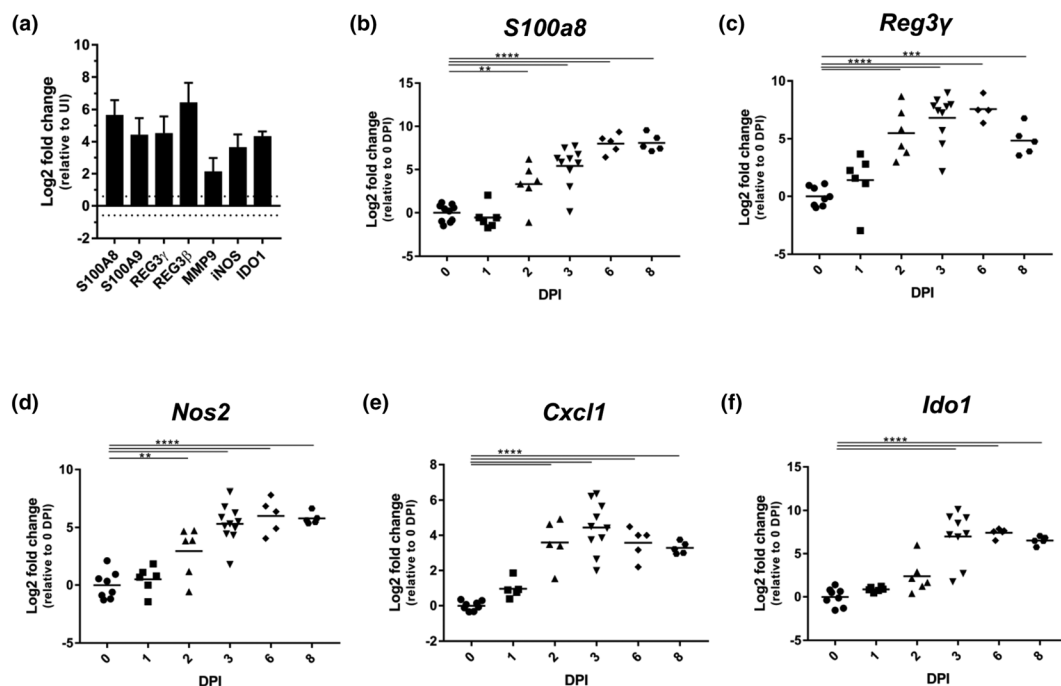 (a)
Log2 fold change
(relative to UI)
10
8
6
4
2
0
-2
S100A8
S100A9
REG3γ
REG3β
MMP9
iNOS
IDO1
(b)
S100a8
****
**
Log2 fold change
(relative to 0 DPI)
15
10
5
0
-5
0 1 2 3 6 8
DPI
(c)
Reg3γ
***
****
Log2 fold change
(relative to 0 DPI)
10
5
0
-5
0 1 2 3 6 8
DPI
(d)
Nos2
****
**
Log2 fold change
(relative to 0 DPI)
10
5
0
-5
0 1 2 3 6 8
DPI
(e)
Cxcl1
****
Log2 fold change
(relative to 0 DPI)
8
6
4
2
0
-2
0 1 2 3 6 8
DPI
(f)
Ido1
****
Log2 fold change
(relative to 0 DPI)
15
10
5
0
-5
0 1 2 3 6 8
DPI